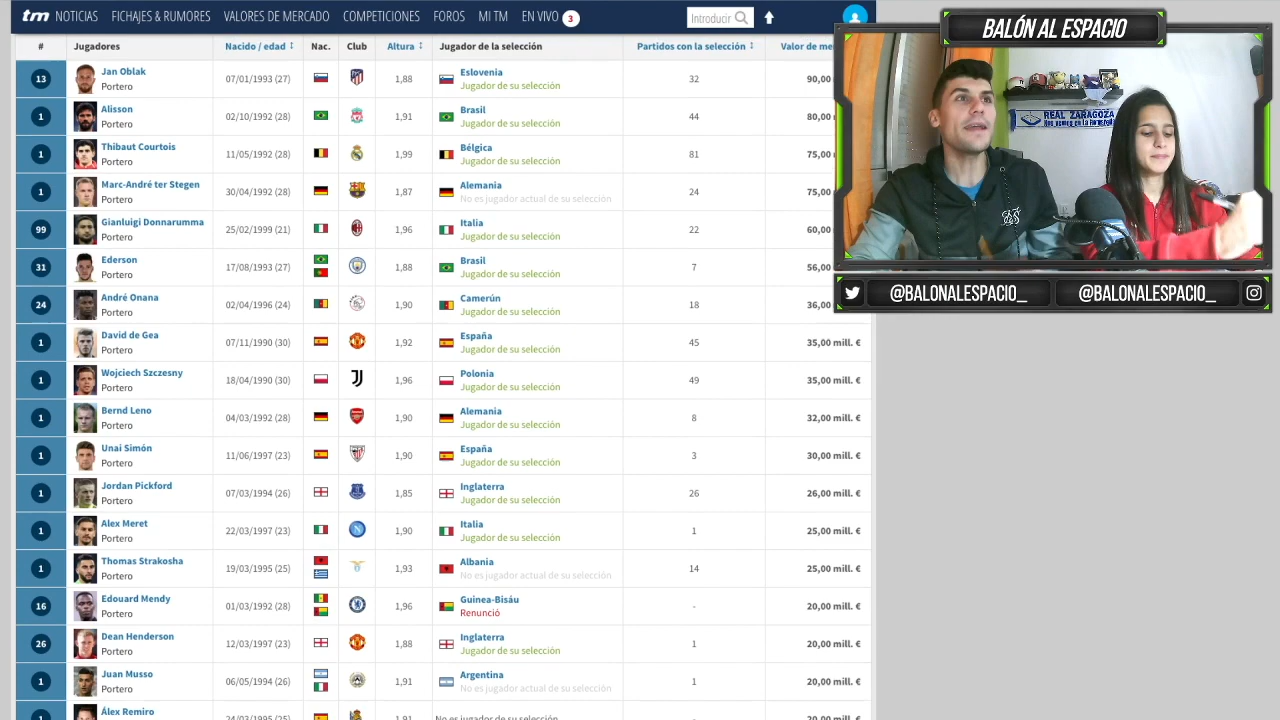 tm NOTICIAS FICHAJES & RUMORES VALORES DE MERCADO COMPETICIONES FOROS MI TM EN VIVO 3 Introducir
# Jugadores Nacido / edad Nac. Club Altura Jugador de la selección Partidos con la selección Valor de me
13 Jan Oblak Portero 07/01/1993 (27) 1,88 Eslovenia Jugador de su selección 32 90,00
1 Alisson Portero 02/10/1992 (28) 1,91 Brasil Jugador de su selección 44 80,00
1 Thibaut Courtois Portero 11/05/1992 (28) 1,99 Bélgica Jugador de su selección 81 75,00
1 Marc-André ter Stegen Portero 30/04/1992 (28) 1,87 Alemania No es jugador actual de su selección 24 75,00
99 Gianluigi Donnarumma Portero 25/02/1999 (21) 1,96 Italia Jugador de su selección 22 60,00
31 Ederson Portero 17/08/1993 (27) 1,88 Brasil Jugador de su selección 7 56,00
24 André Onana Portero 02/04/1996 (24) 1,90 Camerún Jugador de su selección 18 36,00
1 David de Gea Portero 07/11/1990 (30) 1,92 España Jugador de su selección 45 35,00 mill. €
1 Wojciech Szczesny Portero 18/04/1990 (30) 1,96 Polonia Jugador de su selección 49 35,00 mill. €
1 Bernd Leno Portero 04/03/1992 (28) 1,90 Alemania Jugador de su selección 8 32,00 mill. €
1 Unai Simón Portero 11/06/1997 (23) 1,90 España Jugador de su selección 3 30,00 mill. €
1 Jordan Pickford Portero 07/03/1994 (26) 1,85 Inglaterra Jugador de su selección 26 26,00 mill. €
1 Alex Meret Portero 22/03/1997 (23) 1,90 Italia Jugador de su selección 1 25,00 mill. €
1 Thomas Strakosha Portero 19/03/1995 (25) 1,93 Albania No es jugador actual de su selección 14 25,00 mill. €
16 Edouard Mendy Portero 01/03/1992 (28) 1,96 Guinea-Bisáu Renunció - 20,00 mill. €
26 Dean Henderson Portero 12/03/1997 (23) 1,88 Inglaterra Jugador de su selección 1 20,00 mill. €
1 Juan Musso Portero 06/05/1994 (26) 1,91 Argentina No es jugador actual de su selección 1 20,00 mill. €
1 Álex Remiro 24/03/1995 (25) 1,91 No es jugador de su selección - 20,00 mill. €
BALÓN AL ESPACIO
REAL ZARAGOZA
@BALONALESPACIO_ @BALONALESPACIO_